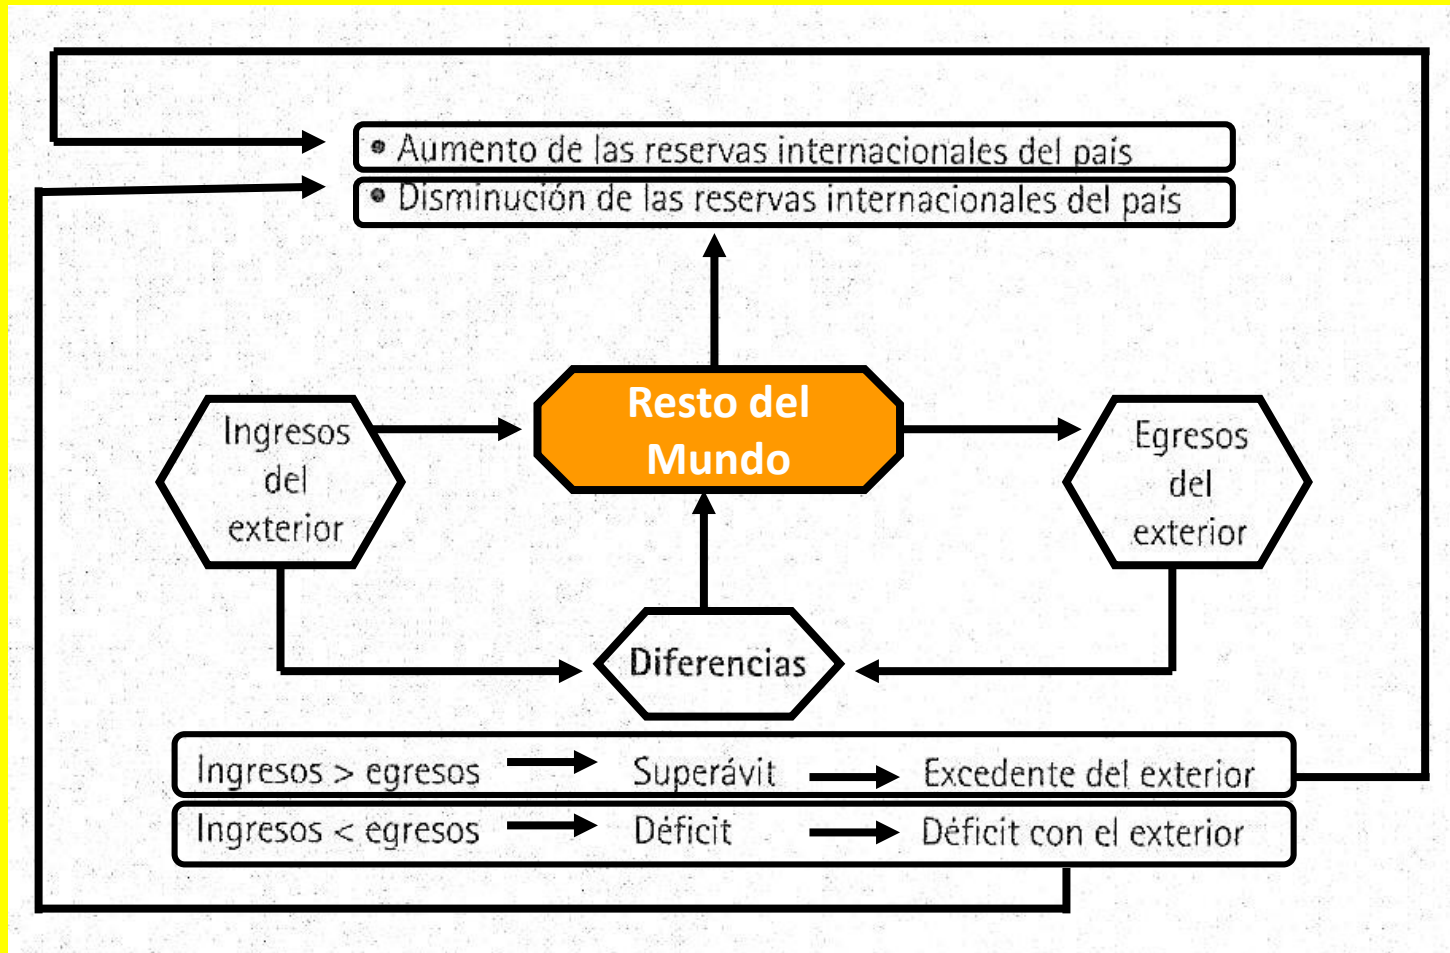 • Aumento de las reservas internacionales del país
• Disminución de las reservas internacionales del país
Resto del
Mundo
Ingresos
del
exterior
Egresos
del
exterior
Diferencias
Ingresos > egresos Superávit Excedente del exterior
Ingresos < egresos Déficit Déficit con el exterior